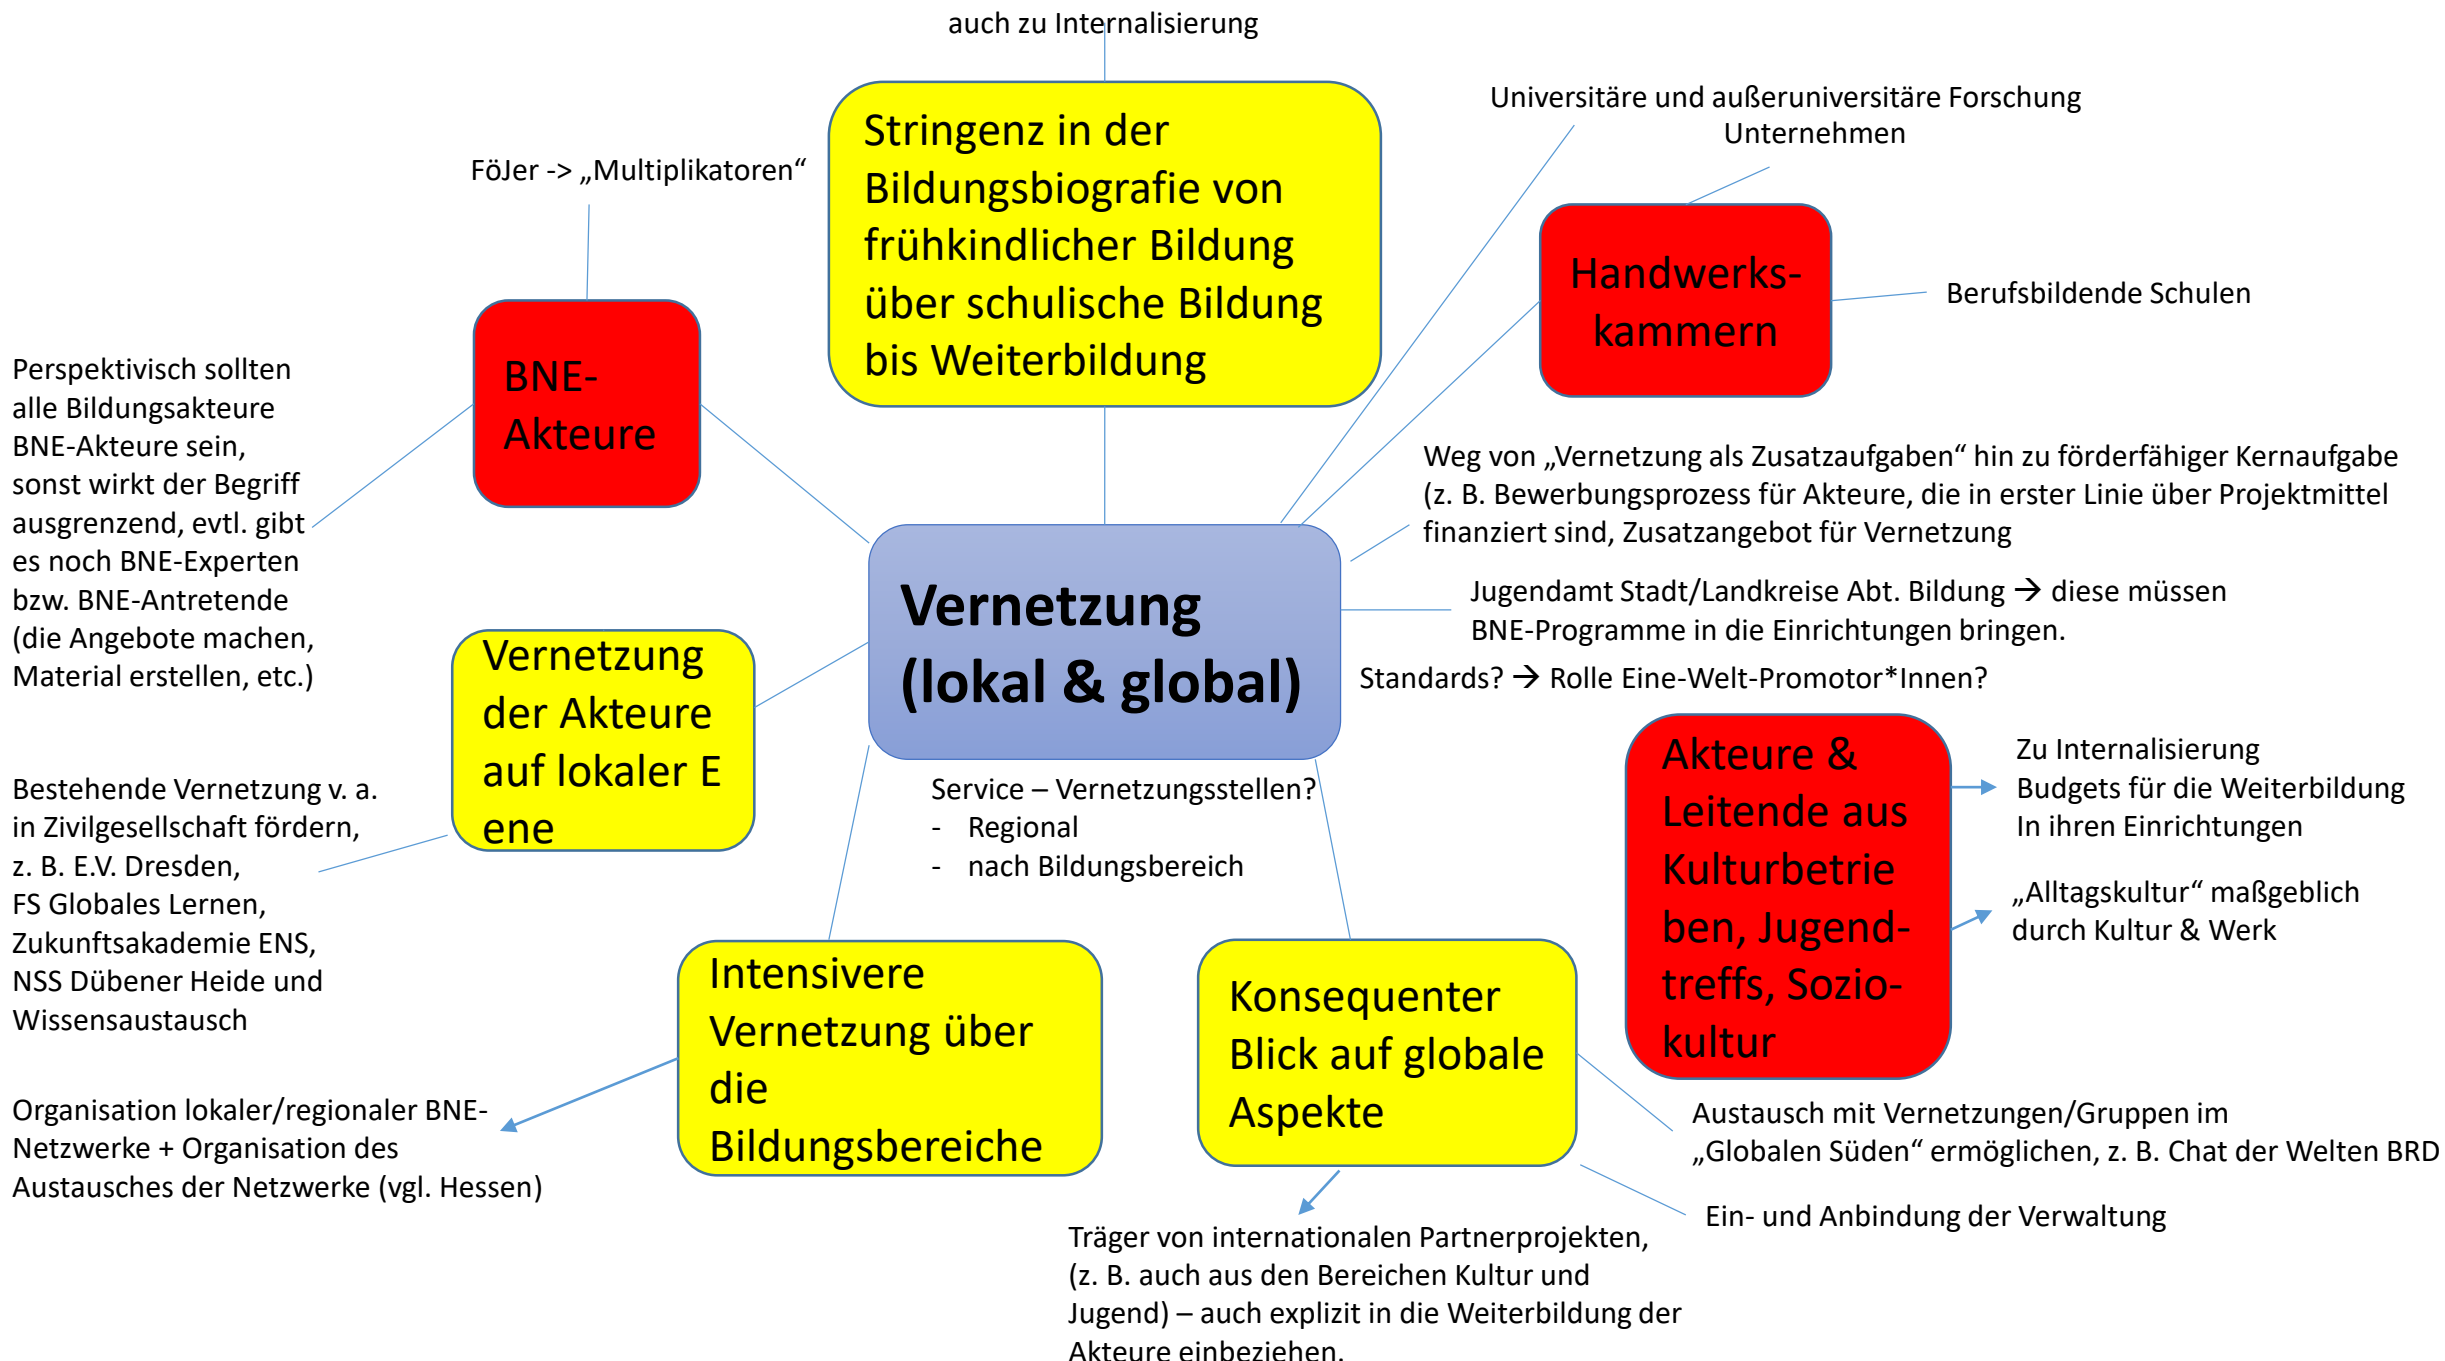 auch zu Internalisierung
Stringenz in der
Bildungsbiografie von
frühkindlicher Bildung
über schulische Bildung
bis Weiterbildung
Universitäre und außeruniversitäre Forschung
Unternehmen
FöJer -> „Multiplikatoren“
Handwerks-
kammern
Berufsbildende Schulen
BNE-
Akteure
Perspektivisch sollten
alle Bildungsakteure
BNE-Akteure sein,
sonst wirkt der Begriff
ausgrenzend, evtl. gibt
es noch BNE-Experten
bzw. BNE-Antretende
(die Angebote machen,
Material erstellen, etc.)
Weg von „Vernetzung als Zusatzaufgaben“ hin zu förderfähiger Kernaufgabe
(z. B. Bewerbungsprozess für Akteure, die in erster Linie über Projektmittel
finanziert sind, Zusatzangebot für Vernetzung
Vernetzung
(lokal & global)
Jugendamt Stadt/Landkreise Abt. Bildung → diese müssen
BNE-Programme in die Einrichtungen bringen.
Standards? → Rolle Eine-Welt-Promotor*Innen?
Vernetzung
der Akteure
auf lokaler E
ene
Bestehende Vernetzung v. a.
in Zivilgesellschaft fördern,
z. B. E.V. Dresden,
FS Globales Lernen,
Zukunftsakademie ENS,
NSS Dübener Heide und
Wissensaustausch
Service – Vernetzungsstellen?
- Regional
- nach Bildungsbereich
Akteure &
Leitende aus
Kulturbetrie
ben, Jugend-
treffs, Sozio-
kultur
Zu Internalisierung
Budgets für die Weiterbildung
In ihren Einrichtungen
„Alltagskultur“ maßgeblich
durch Kultur & Werk
Intensivere
Vernetzung über
die
Bildungsbereiche
Konsequenter
Blick auf globale
Aspekte
Organisation lokaler/regionaler BNE-
Netzwerke + Organisation des
Austausches der Netzwerke (vgl. Hessen)
Austausch mit Vernetzungen/Gruppen im
„Globalen Süden“ ermöglichen, z. B. Chat der Welten BRD
Ein- und Anbindung der Verwaltung
Träger von internationalen Partnerprojekten,
(z. B. auch aus den Bereichen Kultur und
Jugend) – auch explizit in die Weiterbildung der
Akteure einbeziehen.